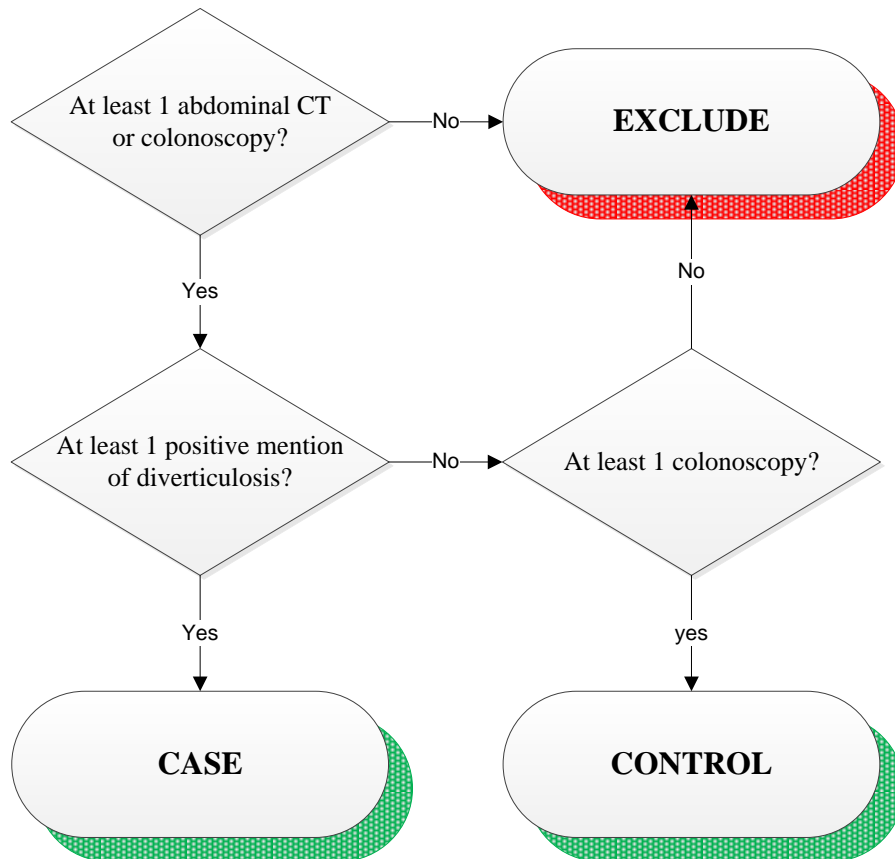 At least 1 abdominal CT
or colonoscopy?
No
EXCLUDE
Yes
No
At least 1 positive mention
of diverticulosis?
No
At least 1 colonoscopy?
Yes
yes
CASE
CONTROL